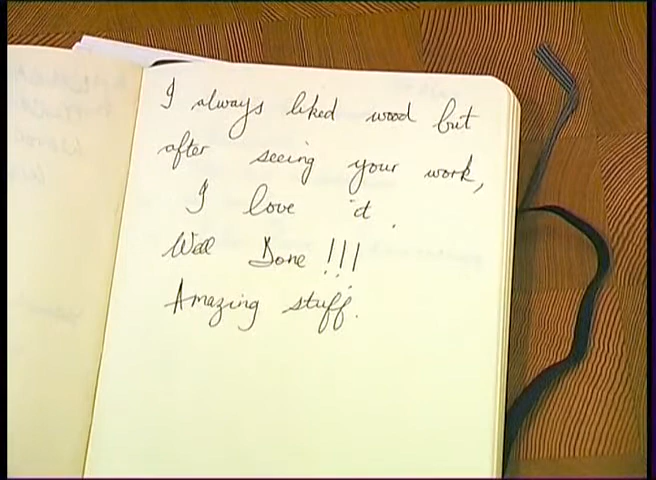 I always liked wood but
after seeing your work,
I love it.
Well Done !!!
Amazing stuff.